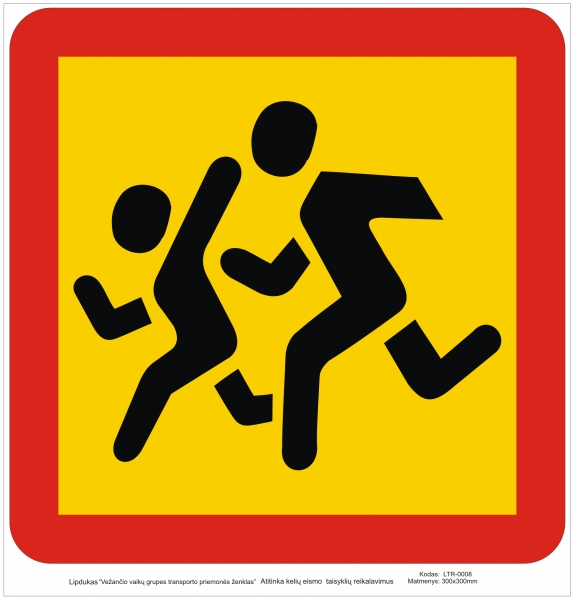 Lipdukas "Vežančio vaikų grupes transporto priemonės ženklas" Atitinka kelių eismo taisyklių reikalavimus
Kodas: LTR-0008
Matmenys: 300x300mm